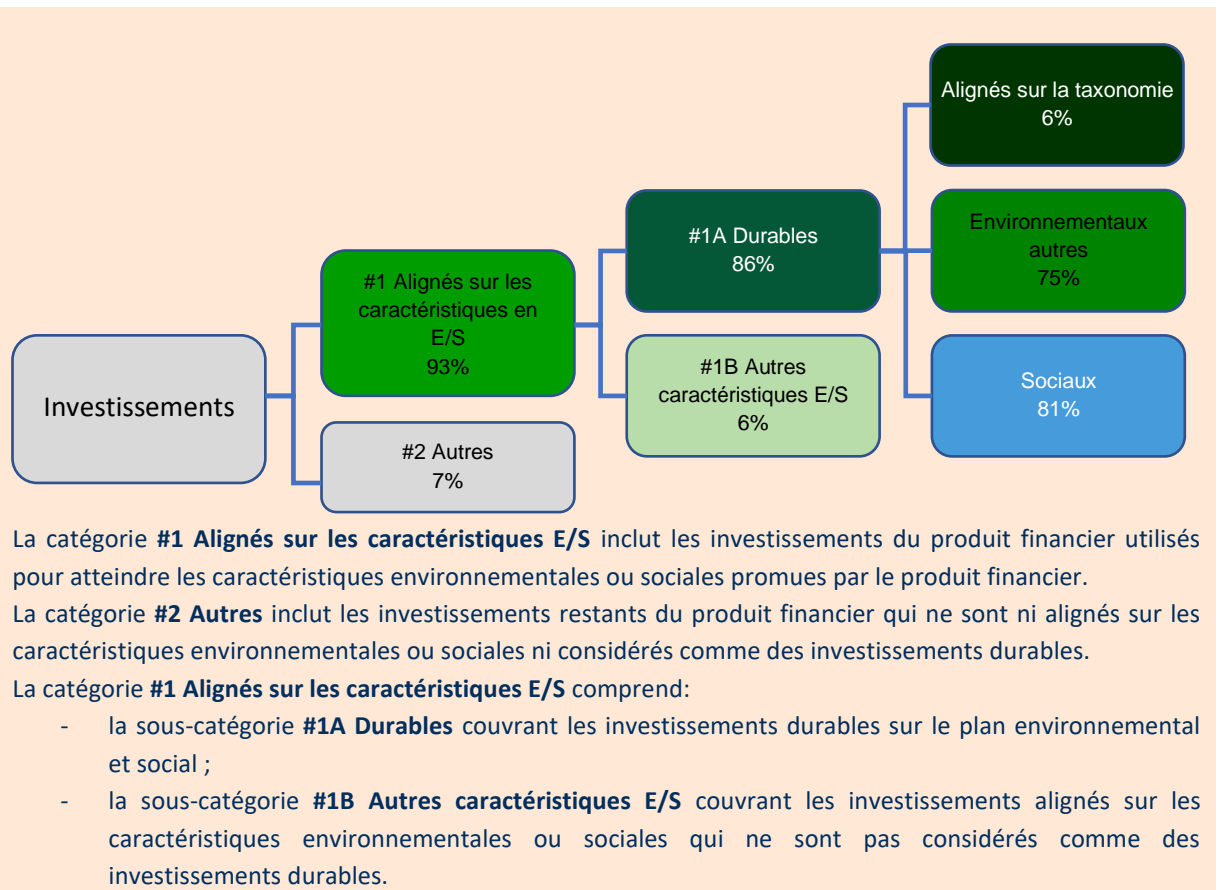 Investissements
#1 Alignés sur les
caractéristiques en
E/S
93%
#2 Autres
7%
#1A Durables
86%
#1B Autres
caractéristiques E/S
6%
Alignés sur la taxonomie
6%
Environnementaux
autres
75%
Sociaux
81%
La catégorie #1 Alignés sur les caractéristiques E/S inclut les investissements du produit financier utilisés
pour atteindre les caractéristiques environnementales ou sociales promues par le produit financier.
La catégorie #2 Autres inclut les investissements restants du produit financier qui ne sont ni alignés sur les
caractéristiques environnementales ou sociales ni considérés comme des investissements durables.
La catégorie #1 Alignés sur les caractéristiques E/S comprend:
- la sous-catégorie #1A Durables couvrant les investissements durables sur le plan environnemental
et social ;
- la sous-catégorie #1B Autres caractéristiques E/S couvrant les investissements alignés sur les
caractéristiques environnementales ou sociales qui ne sont pas considérés comme des
investissements durables.